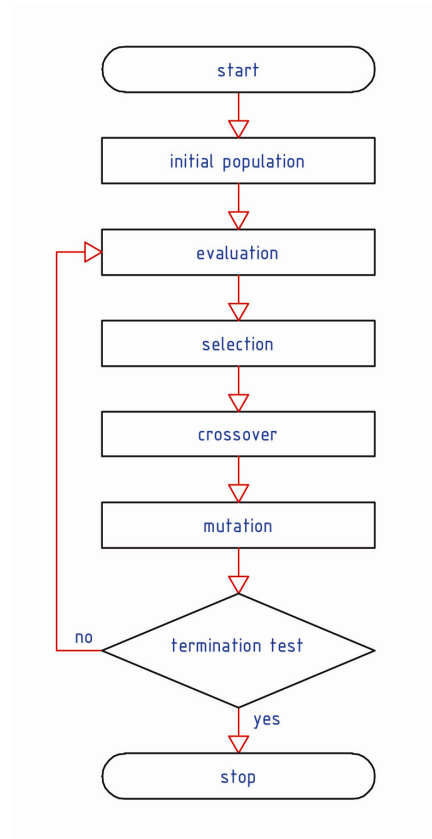 start
initial population
evaluation
selection
crossover
mutation
termination test
no
yes
stop